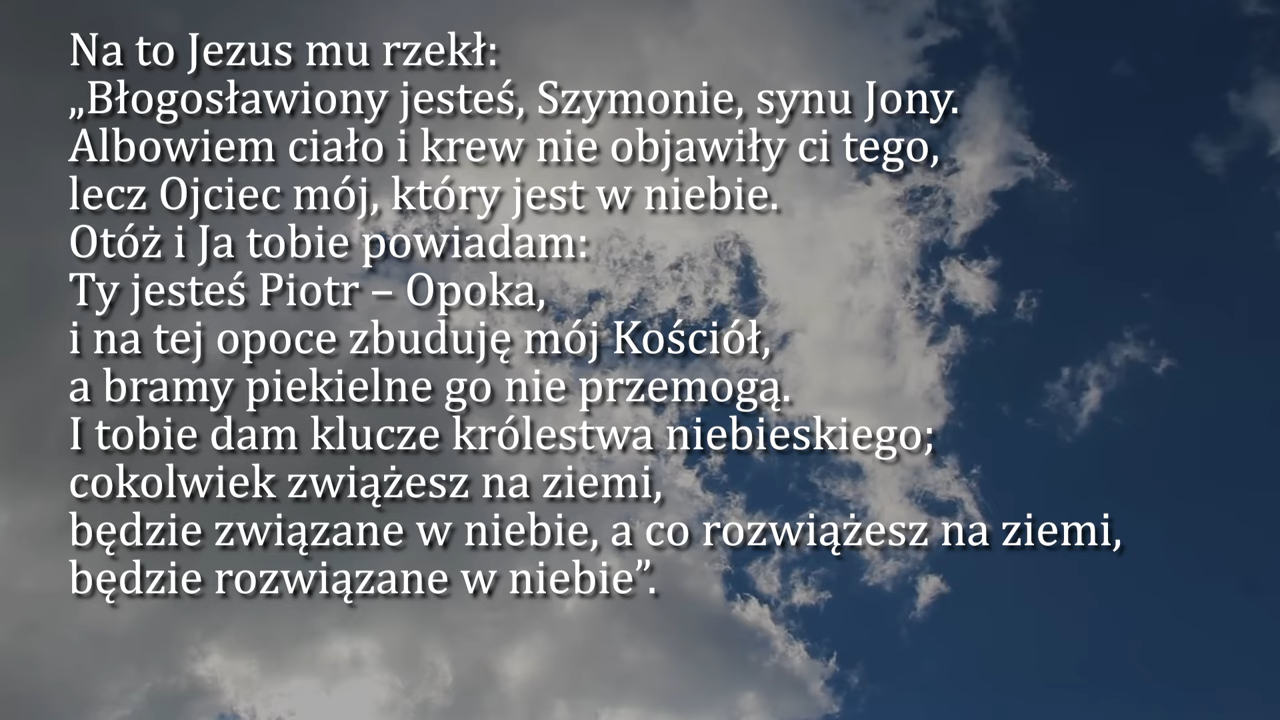 Na to Jezus mu rzekł:
„Błogosławiony jesteś, Szymonie, synu Jony.
Albowiem ciało i krew nie objawiły ci tego,
lecz Ojciec mój, który jest w niebie.
Otóż i Ja tobie powiadam:
Ty jesteś Piotr – Opoka,
i na tej opoce zbuduję mój Kościół,
a bramy piekielne go nie przemogą.
I tobie dam klucze królestwa niebieskiego;
cokolwiek zwiążesz na ziemi,
będzie związane w niebie, a co rozwiążesz na ziemi,
będzie rozwiązane w niebie”.